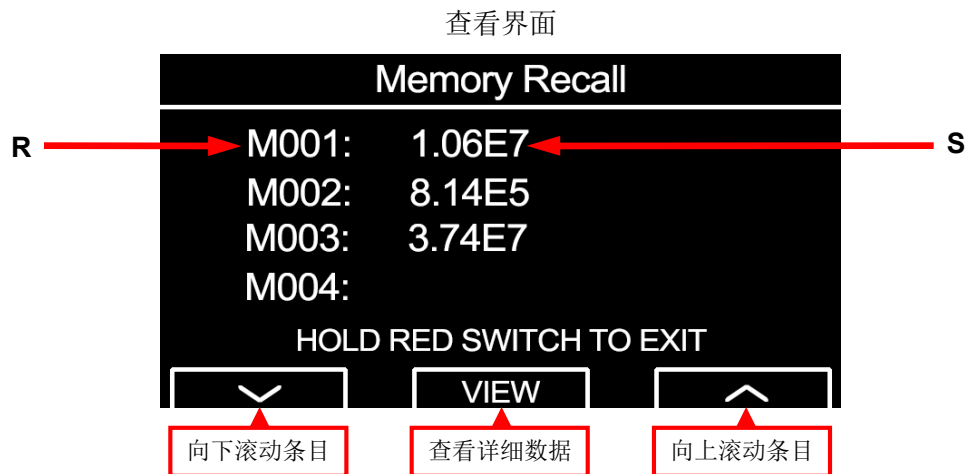 查看界面
Memory Recall
R M001: 1.06E7 S
M002: 8.14E5
M003: 3.74E7
M004:
HOLD RED SWITCH TO EXIT
VIEW
向下滚动条目 查看详细数据 向上滚动条目